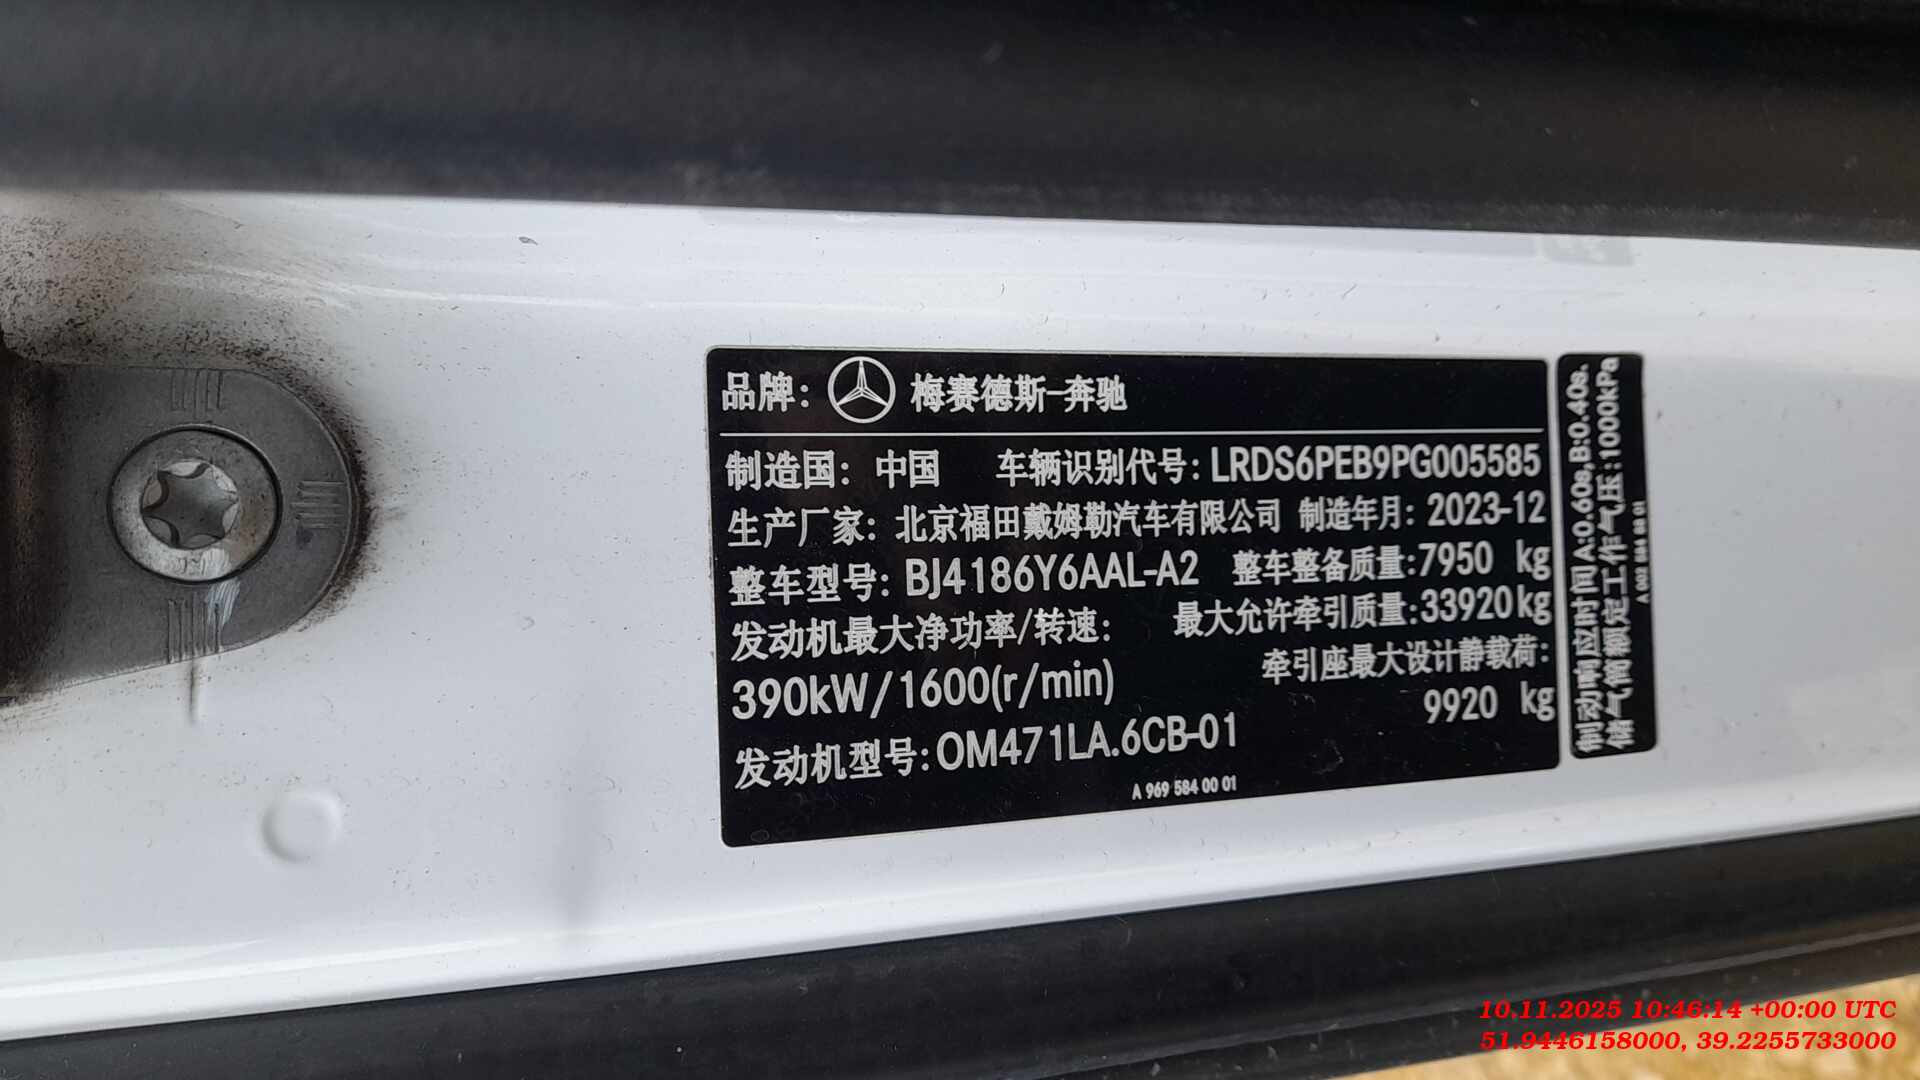 品牌: 梅赛德斯-奔驰
制造国: 中国 车辆识别代号: LRDS6PEB9PG005585
生产厂家: 北京福田戴姆勒汽车有限公司 制造年月: 2023-12
整车型号: BJ4186Y6AAL-A2 整车整备质量:7950 kg
发动机最大净功率/转速: 最大允许牵引质量:33920kg
390kW/1600(r/min) 牵引座最大设计静载荷:
9920 kg
发动机型号:OM471LA.6CB-01
A 969 584 00 01
制动响应时间A:0.60s,B:0.40s.
储气筒额定工作气压:1000kPa
A 002 584 68 01
10.11.2025 10:46:14 +00:00 UTC
51.9446158000, 39.2255733000